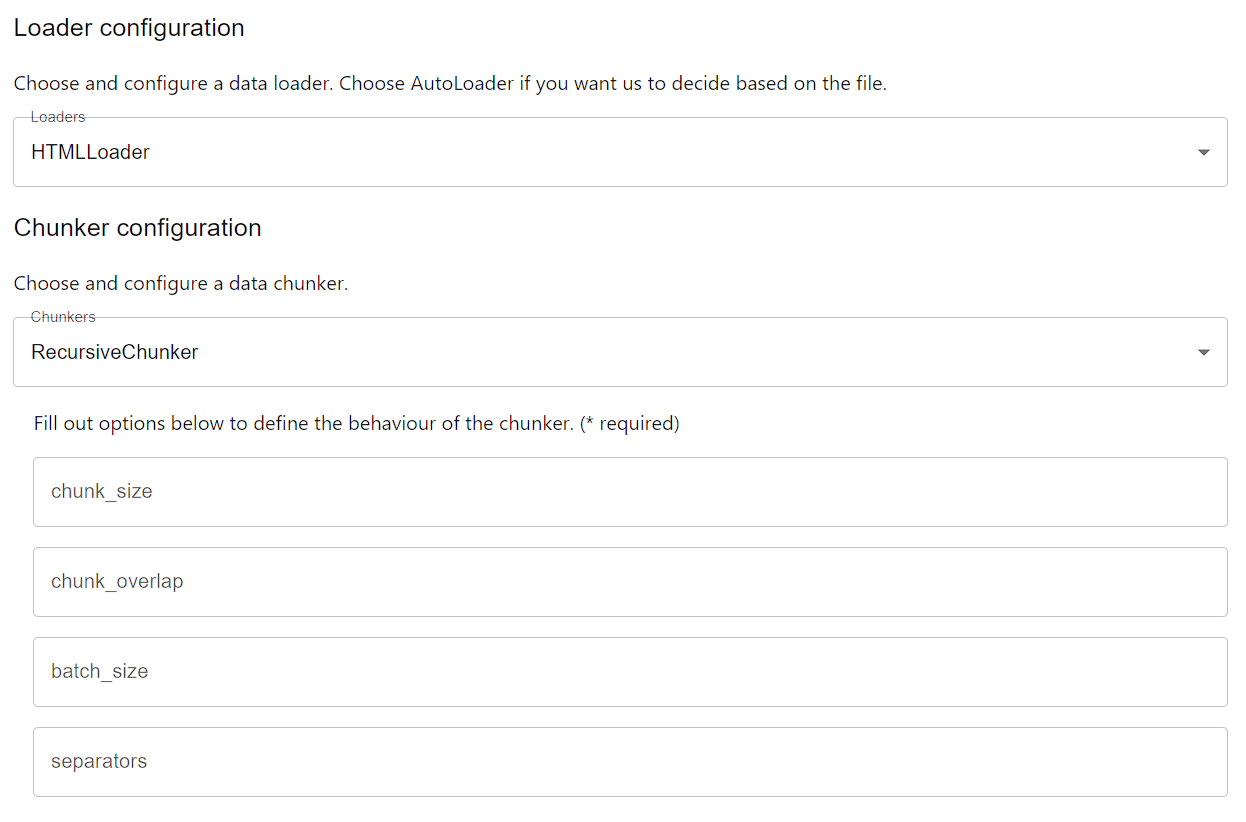 Loader configuration
Choose and configure a data loader. Choose AutoLoader if you want us to decide based on the file.
Loaders
HTMLLoader
Chunker configuration
Choose and configure a data chunker.
Chunkers
RecursiveChunker
Fill out options below to define the behaviour of the chunker. (* required)
chunk_size
chunk_overlap
batch_size
separators